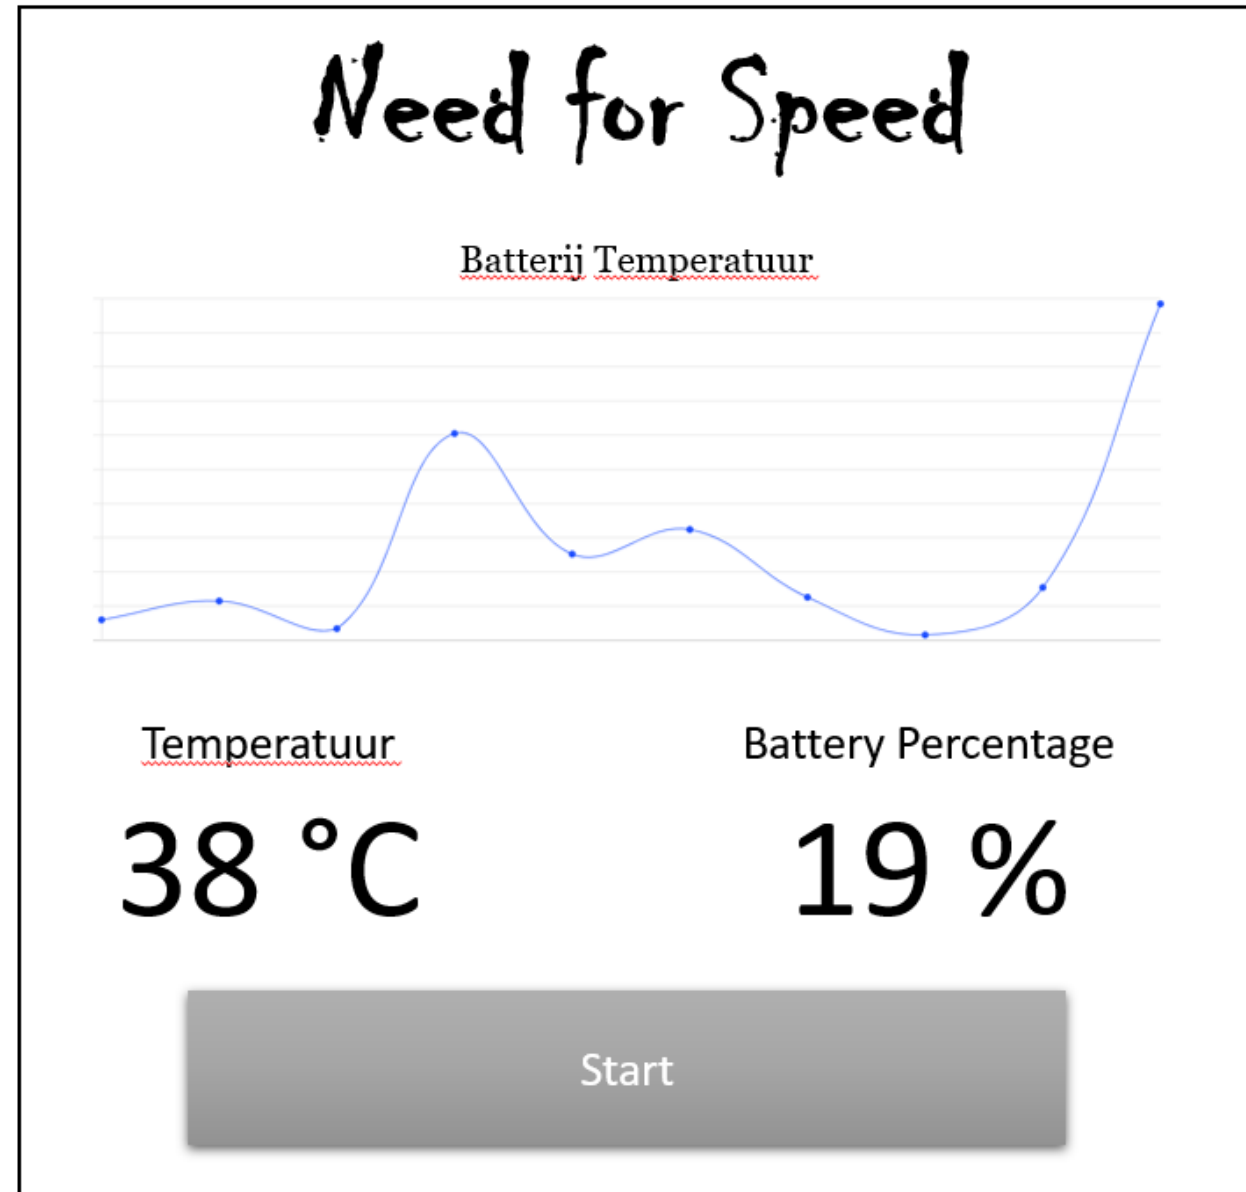 Need for Speed
Batterij Temperatuur
Temperatuur
Battery Percentage
38 °C
19 %
Start